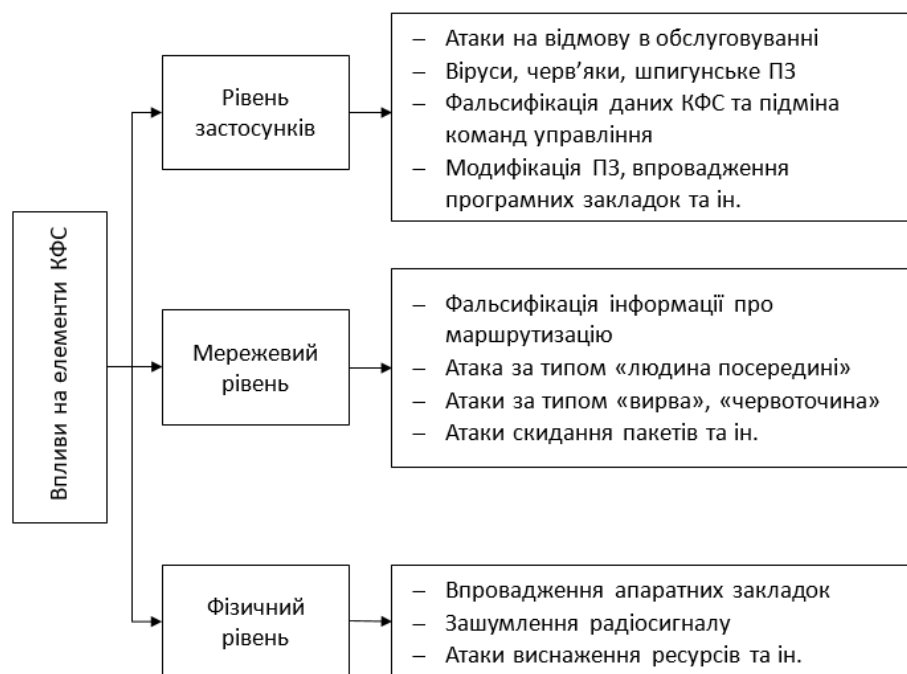 Впливи на елементи КФС
Рівень
застосунків
– Атаки на відмову в обслуговуванні
– Віруси, черв’яки, шпигунське ПЗ
– Фальсифікація даних КФС та підміна
команд управління
– Модифікація ПЗ, впровадження
програмних закладок та ін.
Мережевий
рівень
– Фальсифікація інформації про
маршрутизацію
– Атака за типом «людина посередині»
– Атаки за типом «вирва», «червоточина»
– Атаки скидання пакетів та ін.
Фізичний
рівень
– Впровадження апаратних закладок
– Зашумлення радіосигналу
– Атаки виснаження ресурсів та ін.